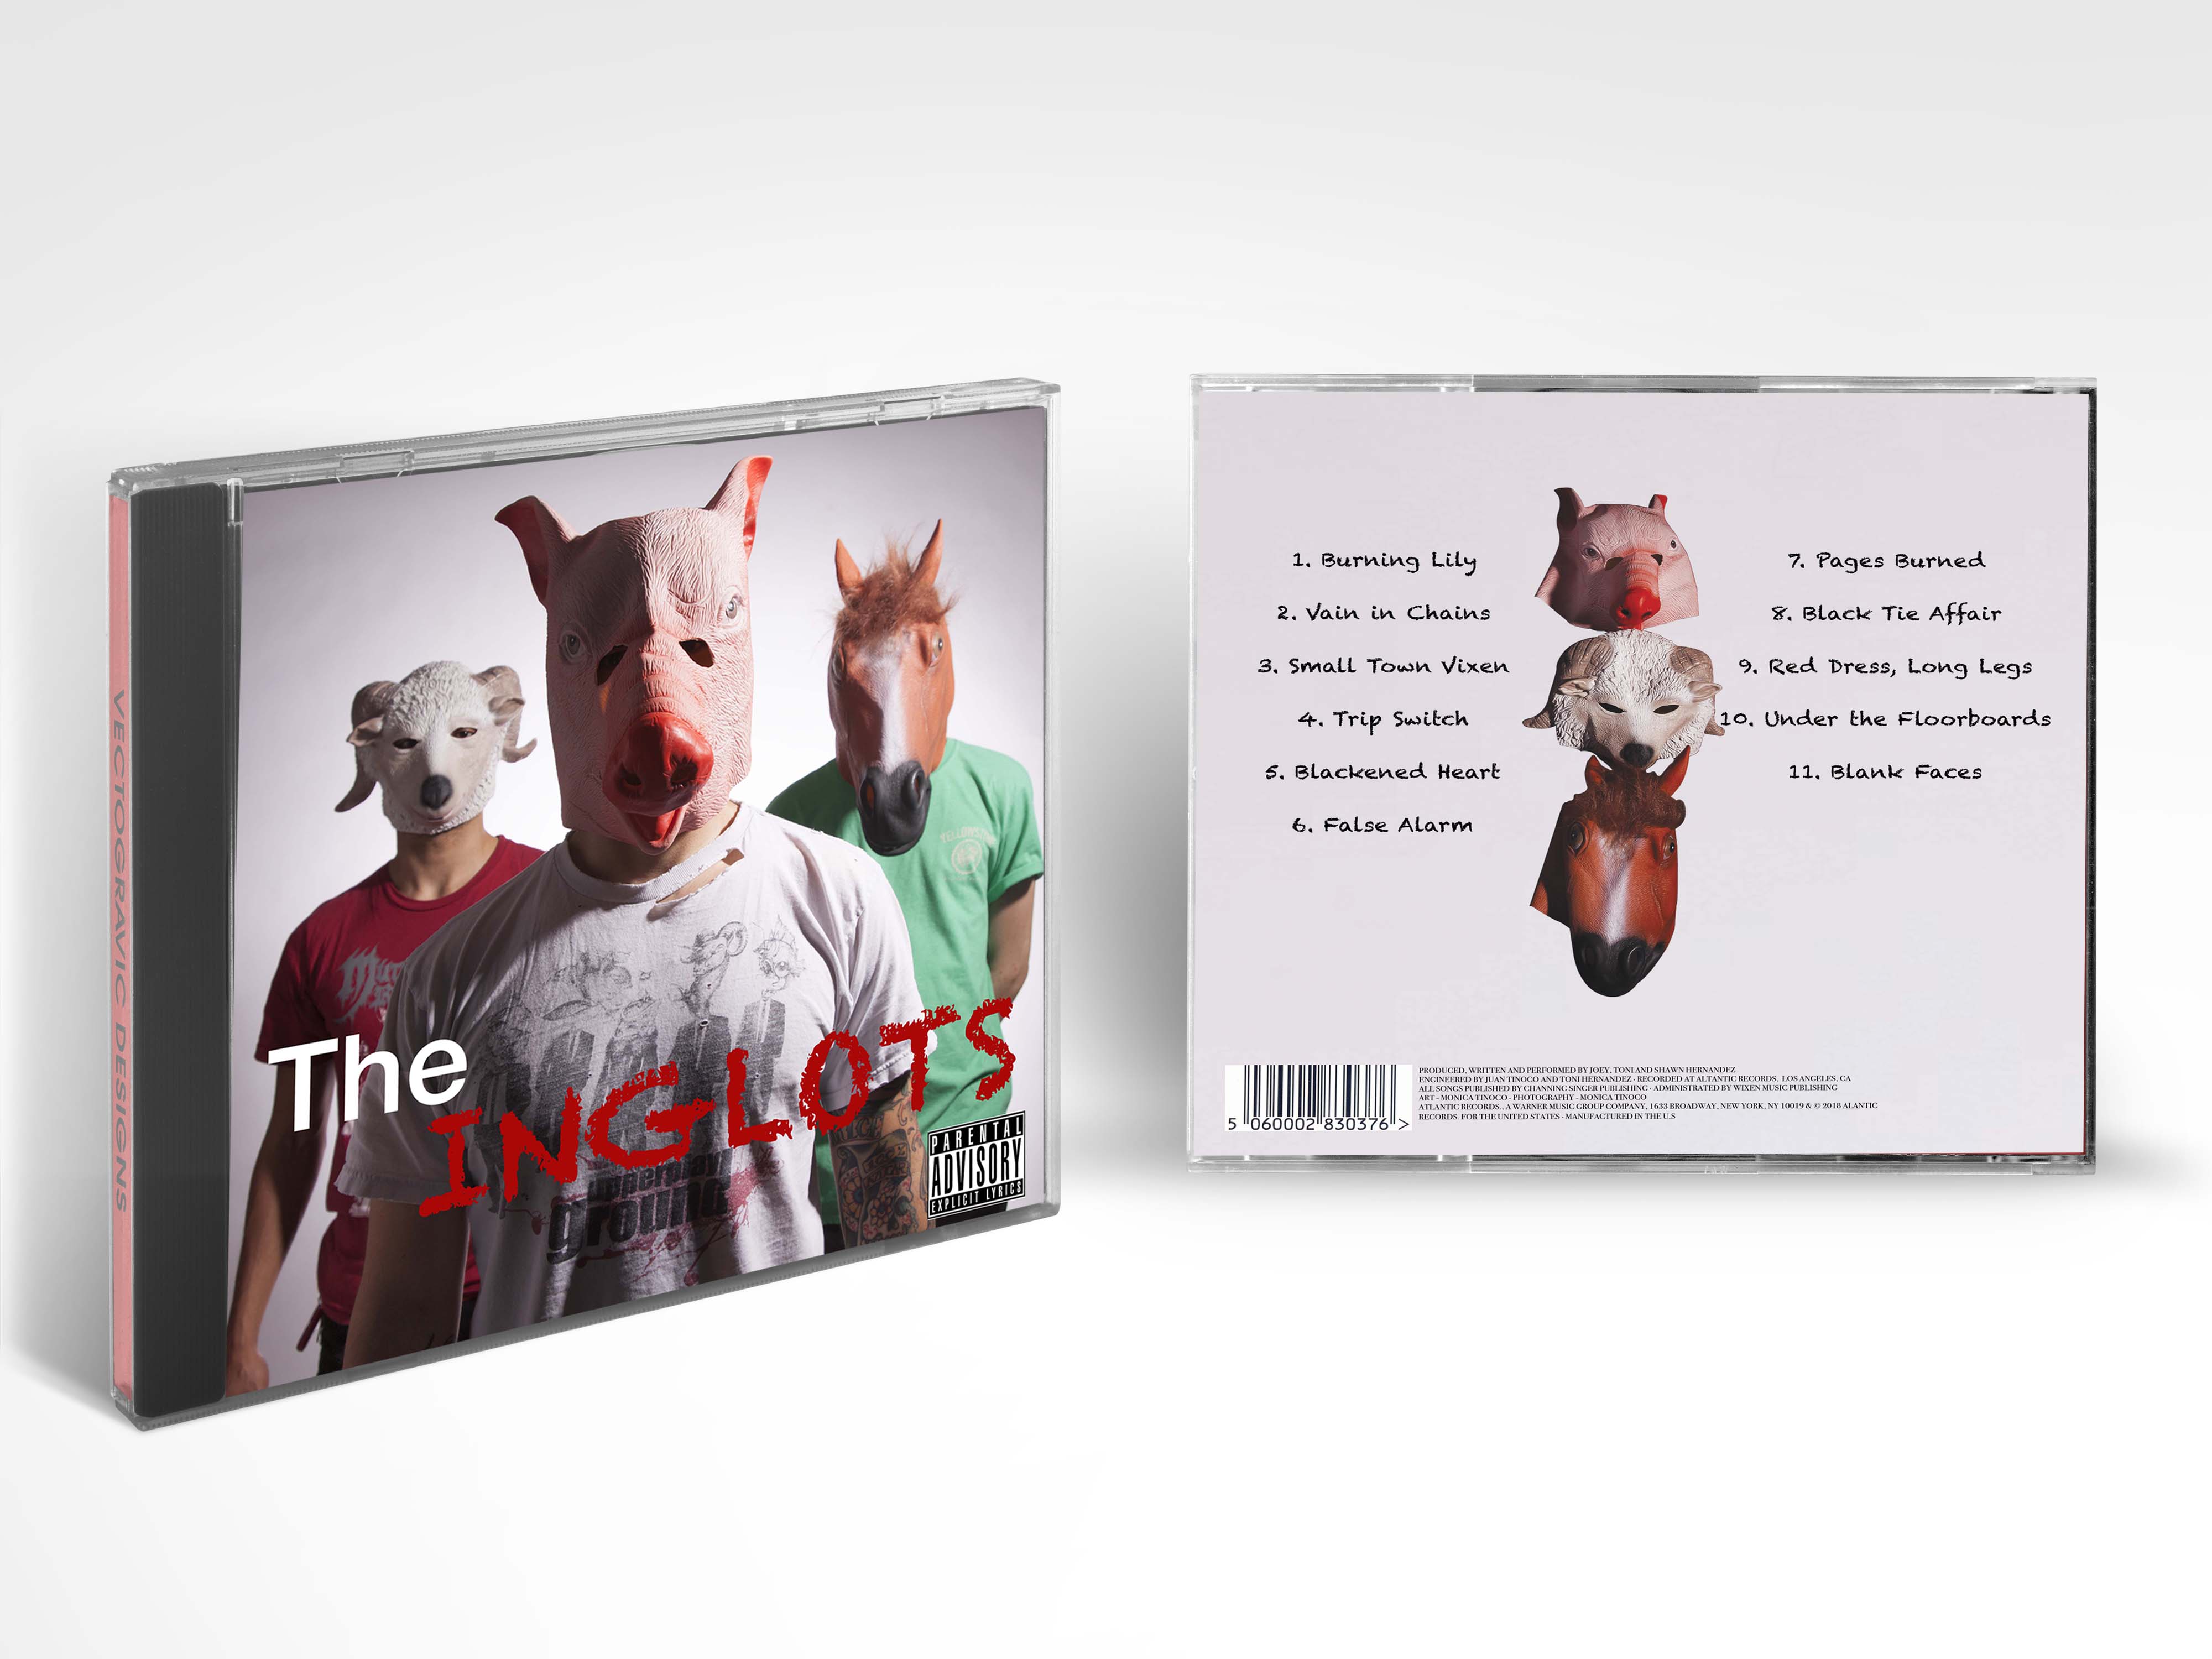 VECTOGRAVIC DESIGNS
The
INGLOTS
ground
PARENTAL
ADVISORY
EXPLICIT LYRICS
1. Burning Lily
2. Vain in Chains
3. Small Town Vixen
4. Trip Switch
5. Blackened Heart
6. False Alarm
7. Pages Burned
8. Black Tie Affair
9. Red Dress, Long Legs
10. Under the Floorboards
11. Blank Faces
5 060002 830376 >
PRODUCED, WRITTEN AND PERFORMED BY JOEY, TONI AND SHAWN HERNANDEZ
ENGINEERED BY JUAN TINOCO AND TONI HERNANDEZ · RECORDED AT ALTANTIC RECORDS, LOS ANGELES, CA
ALL SONGS PUBLISHED BY CHANNING SINGER PUBLISHING · ADMINISTRATED BY WIXEN MUSIC PUBLISHING
ART - MONICA TINOCO - PHOTOGRAPHY - MONICA TINOCO
ATLANTIC RECORDS., A WARNER MUSIC GROUP COMPANY, 1633 BROADWAY, NEW YORK, NY 10019 & © 2018 ALANTIC
RECORDS. FOR THE UNITED STATES - MANUFACTURED IN THE U.S